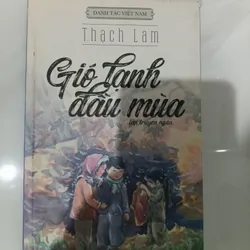 DANH TÁC VIỆT NAM
Thạch Lam
Gió lạnh
đầu mùa
tập truyện ngắn